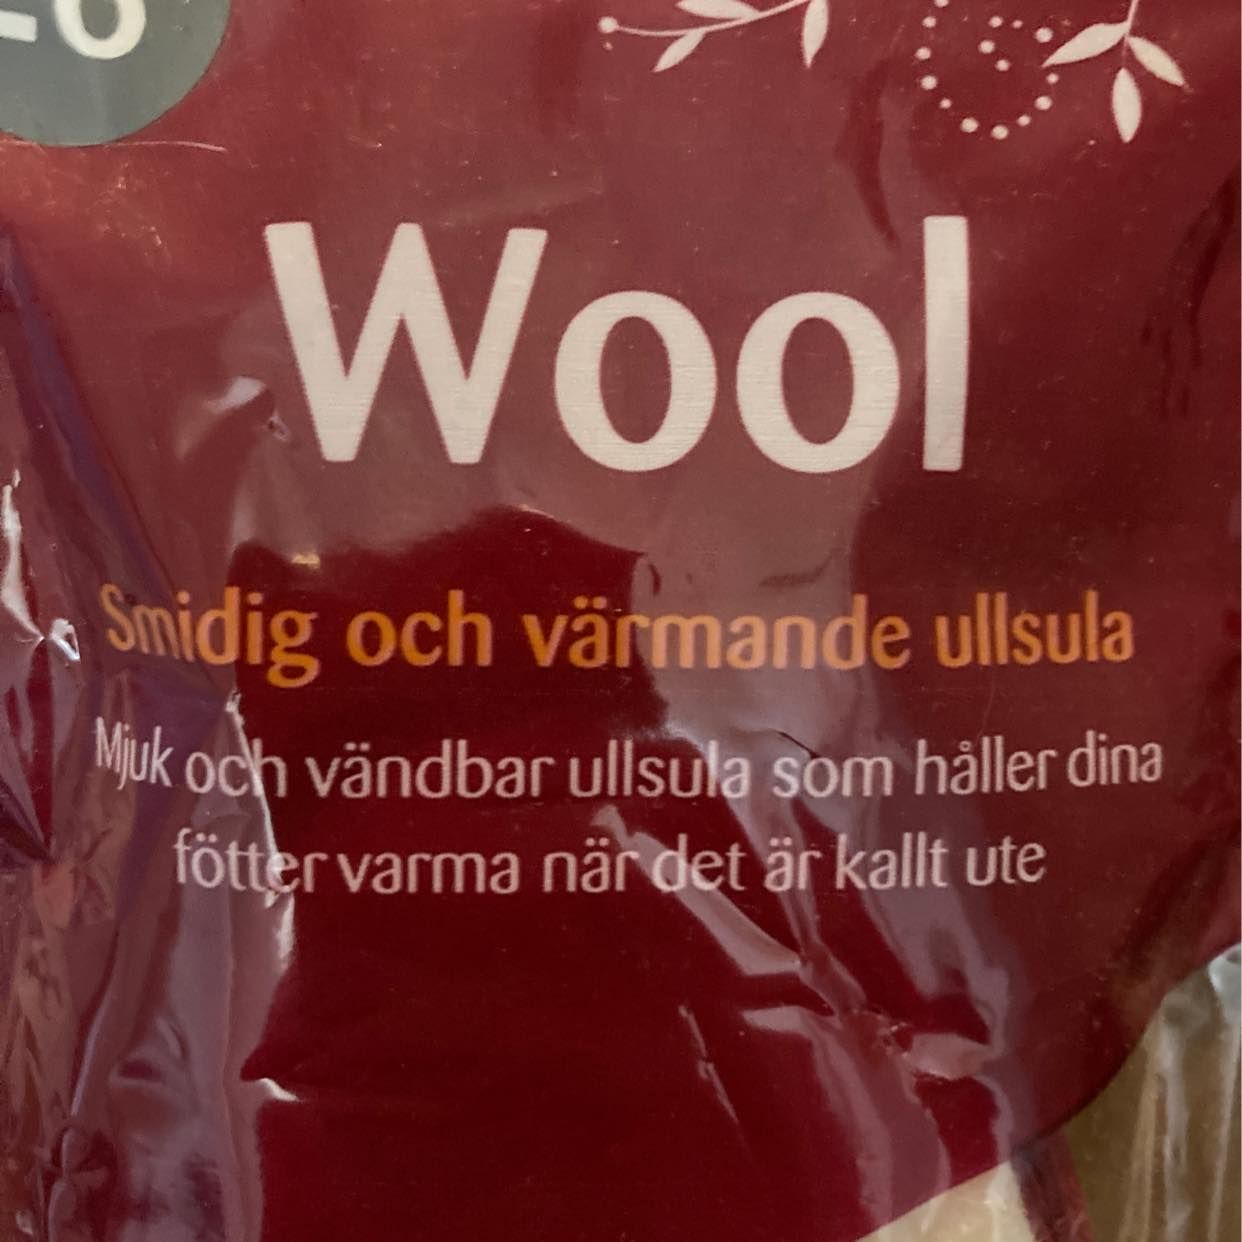 Wool
Smidig och värmande ullsula
Mjuk och vändbar ullsula som håller dina
fötter varma när det är kallt ute